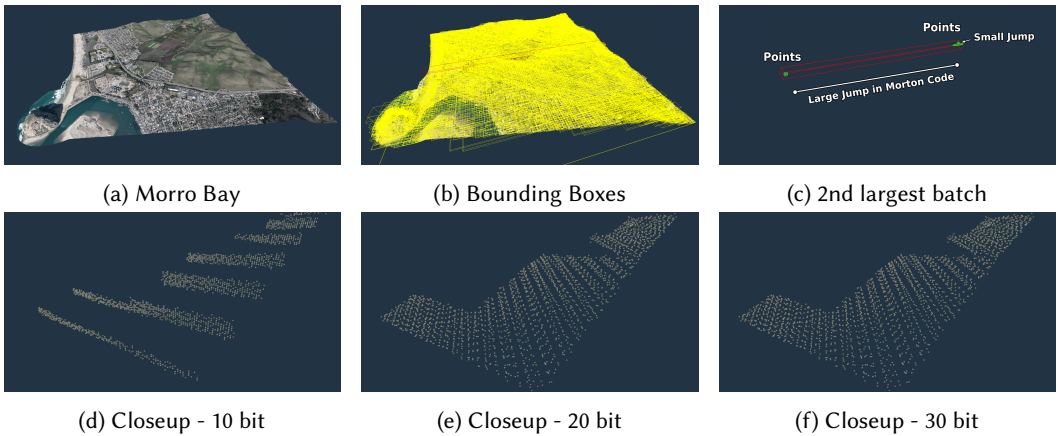 Points
Points
Small Jump
Large Jump in Morton Code
(a) Morro Bay
(b) Bounding Boxes
(c) 2nd largest batch
(d) Closeup - 10 bit
(e) Closeup - 20 bit
(f) Closeup - 30 bit